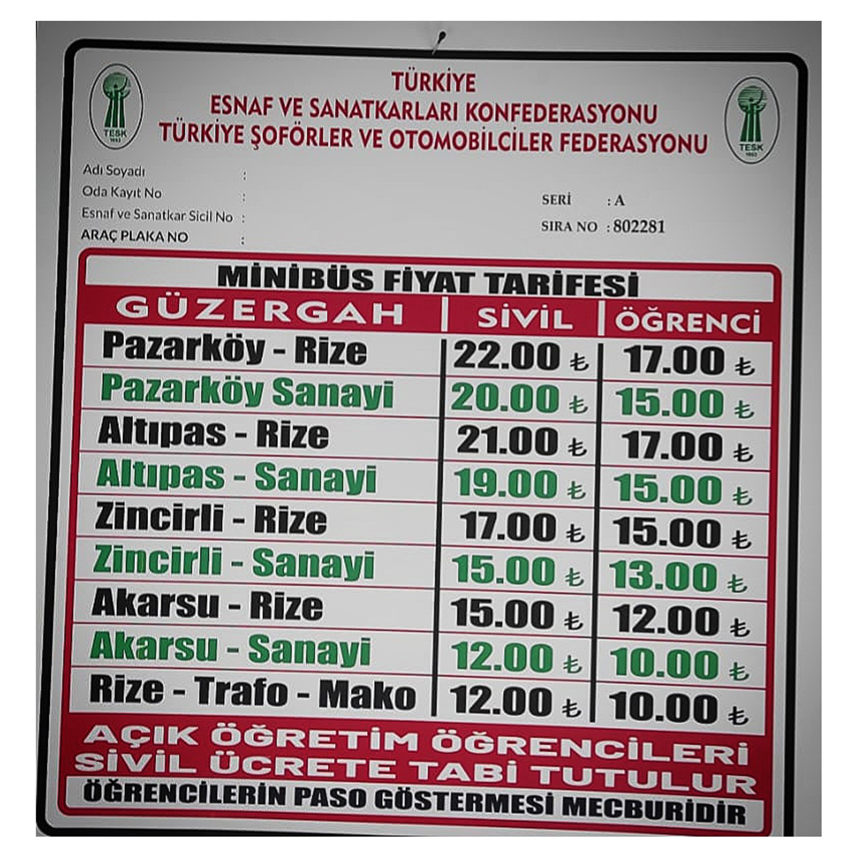 TÜRKİYE
ESNAF VE SANATKARLARI KONFEDERASYONU
TÜRKİYE ŞOFÖRLER VE OTOMOBİLCİLER FEDERASYONU
TESK
TESK
Adı Soyadı :
Oda Kayıt No :
Esnaf ve Sanatkar Sicil No :
ARAÇ PLAKA NO :
SERİ : A
SIRA NO : 802281
MİNİBÜS FİYAT TARİFESİ
GÜZERGAH | SİVİL | ÖĞRENCİ
Pazarköy - Rize 22.00 ₺ 17.00 ₺
Pazarköy Sanayi 20.00 ₺ 15.00 ₺
Altıpas - Rize 21.00 ₺ 17.00 ₺
Altıpas - Sanayi 19.00 ₺ 15.00 ₺
Zincirli - Rize 17.00 ₺ 15.00 ₺
Zincirli - Sanayi 15.00 ₺ 13.00 ₺
Akarsu - Rize 15.00 ₺ 12.00 ₺
Akarsu - Sanayi 12.00 ₺ 10.00 ₺
Rize - Trafo - Mako 12.00 ₺ 10.00 ₺
AÇIK ÖĞRETİM ÖĞRENCİLERİ
SİVİL ÜCRETE TABİ TUTULUR
ÖĞRENCİLERİN PASO GÖSTERMESİ MECBURİDİR